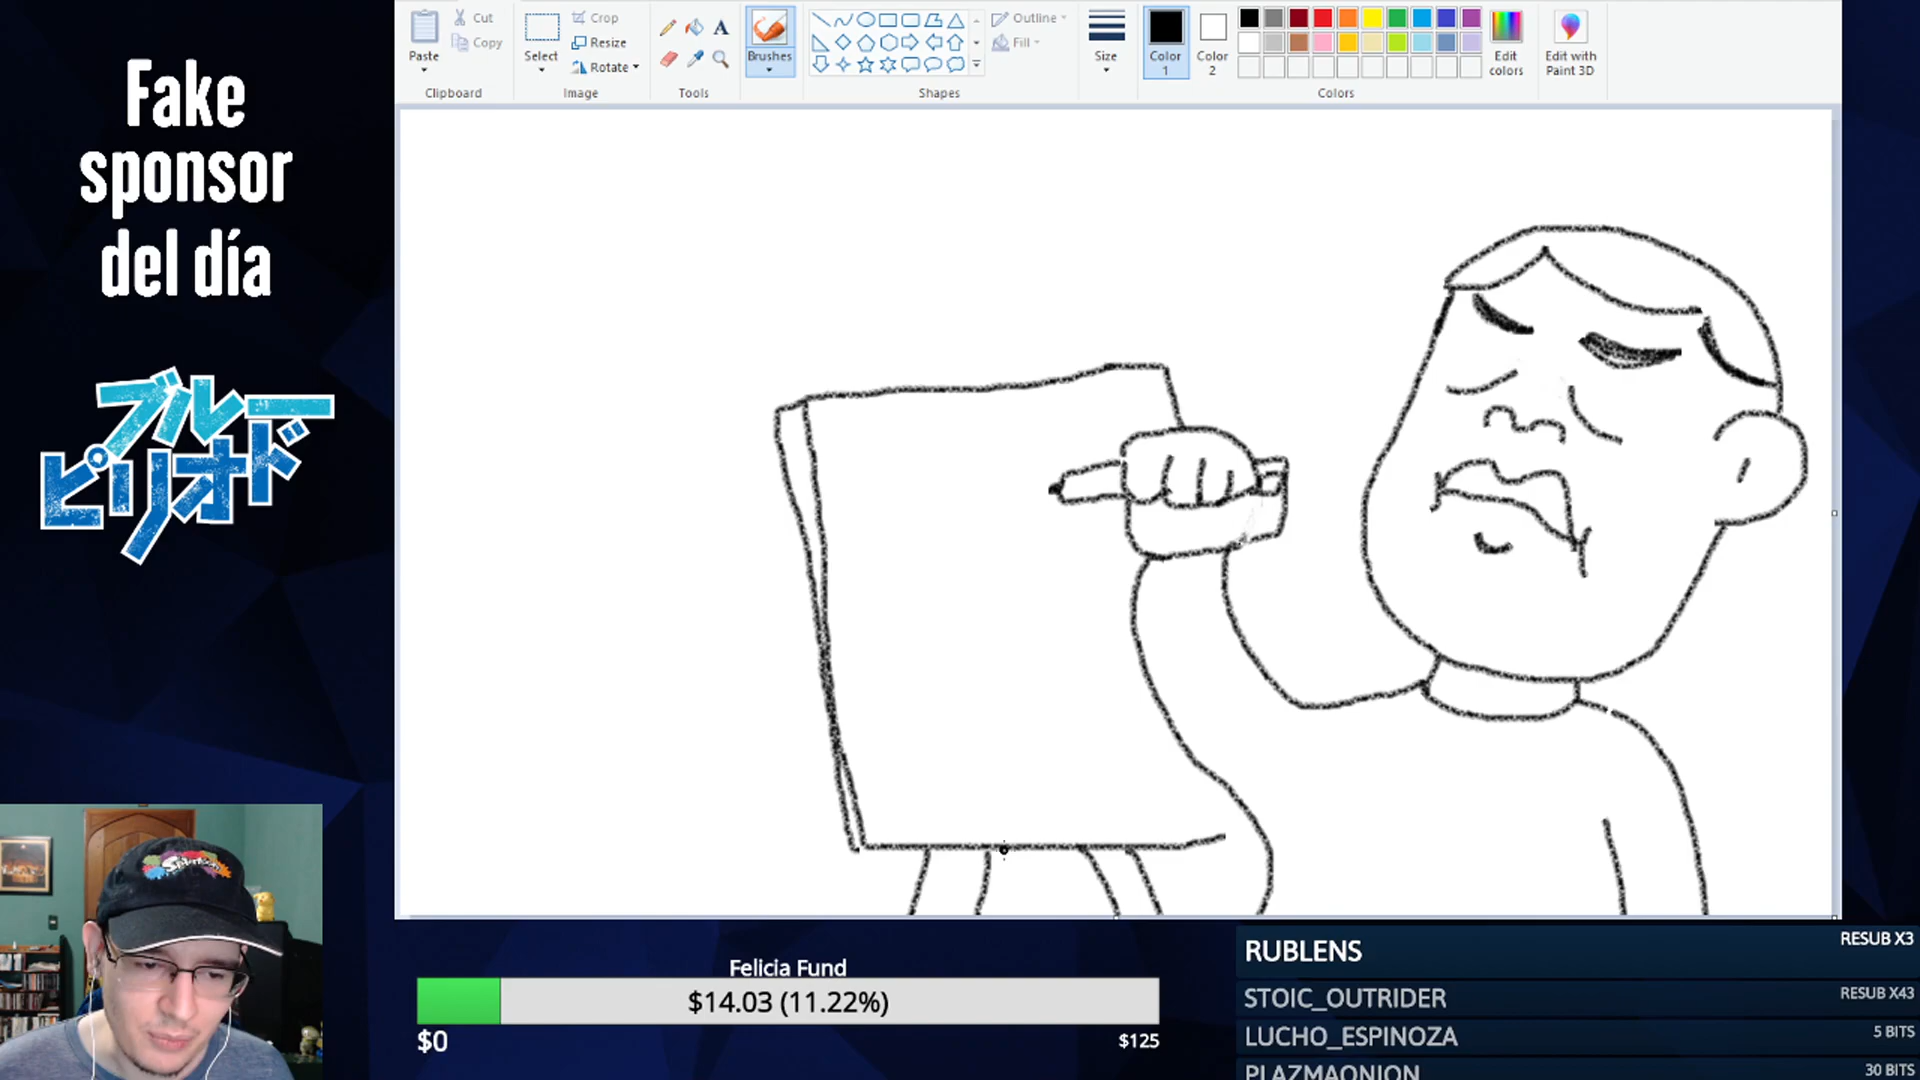 Fake
sponsor
del día
ブルー
ピリオド
Cut
Copy
Paste
Clipboard
Select
Crop
Resize
Rotate
Image
A
Tools
Brushes
Shapes
Outline
Fill
Size
Color
1
Color
2
Colors
Edit
colors
Edit with
Paint 3D
Felicia Fund
$14.03 (11.22%)
$0
$125
RUBLENS
RESUB X3
STOIC_OUTRIDER
RESUB X43
LUCHO_ESPINOZA
5 BITS
PLAZMAONION
30 BITS